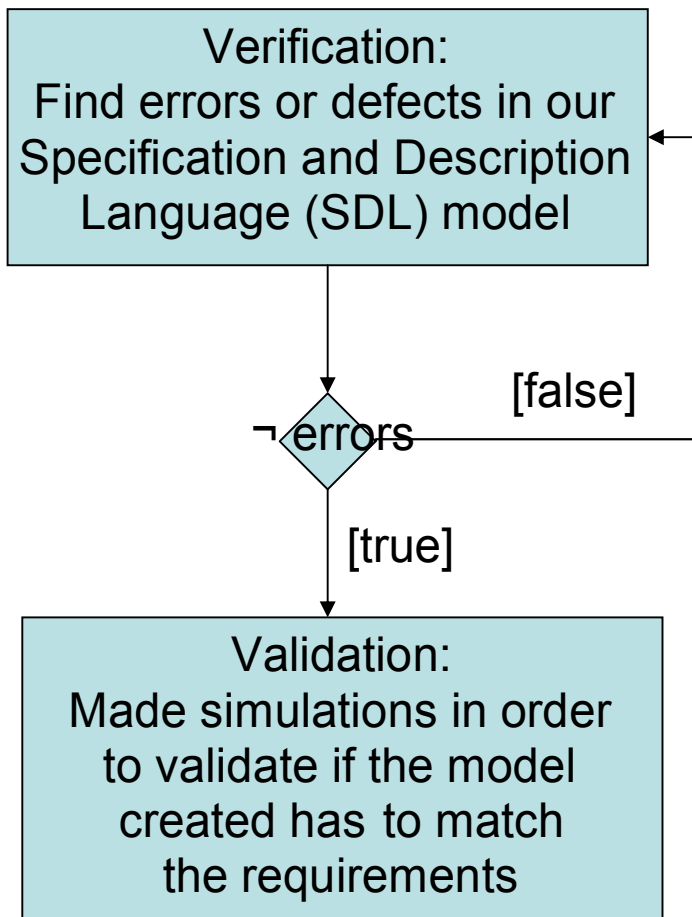 Verification:
Find errors or defects in our
Specification and Description
Language (SDL) model
[false]
¬ errors
[true]
Validation:
Made simulations in order
to validate if the model
created has to match
the requirements